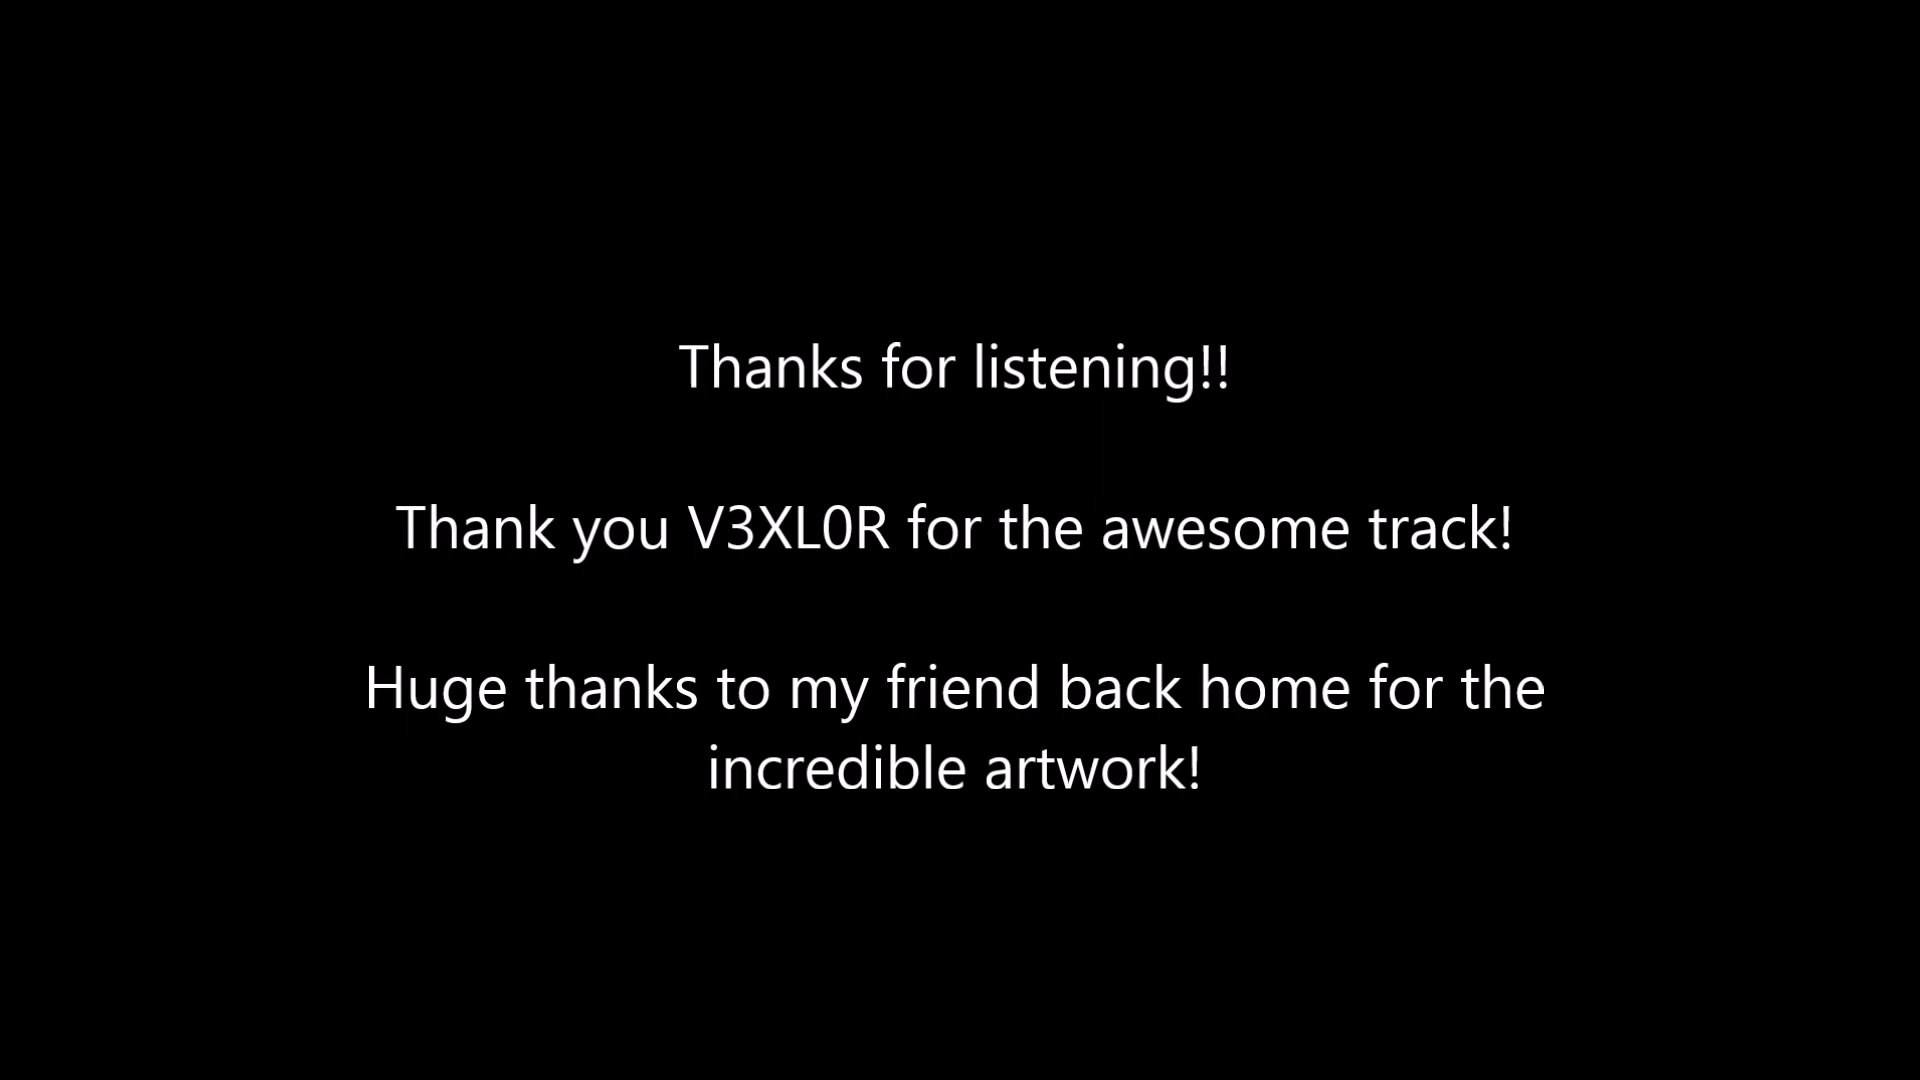 Thanks for listening!!
Thank you V3XL0R for the awesome track!
Huge thanks to my friend back home for the
incredible artwork!